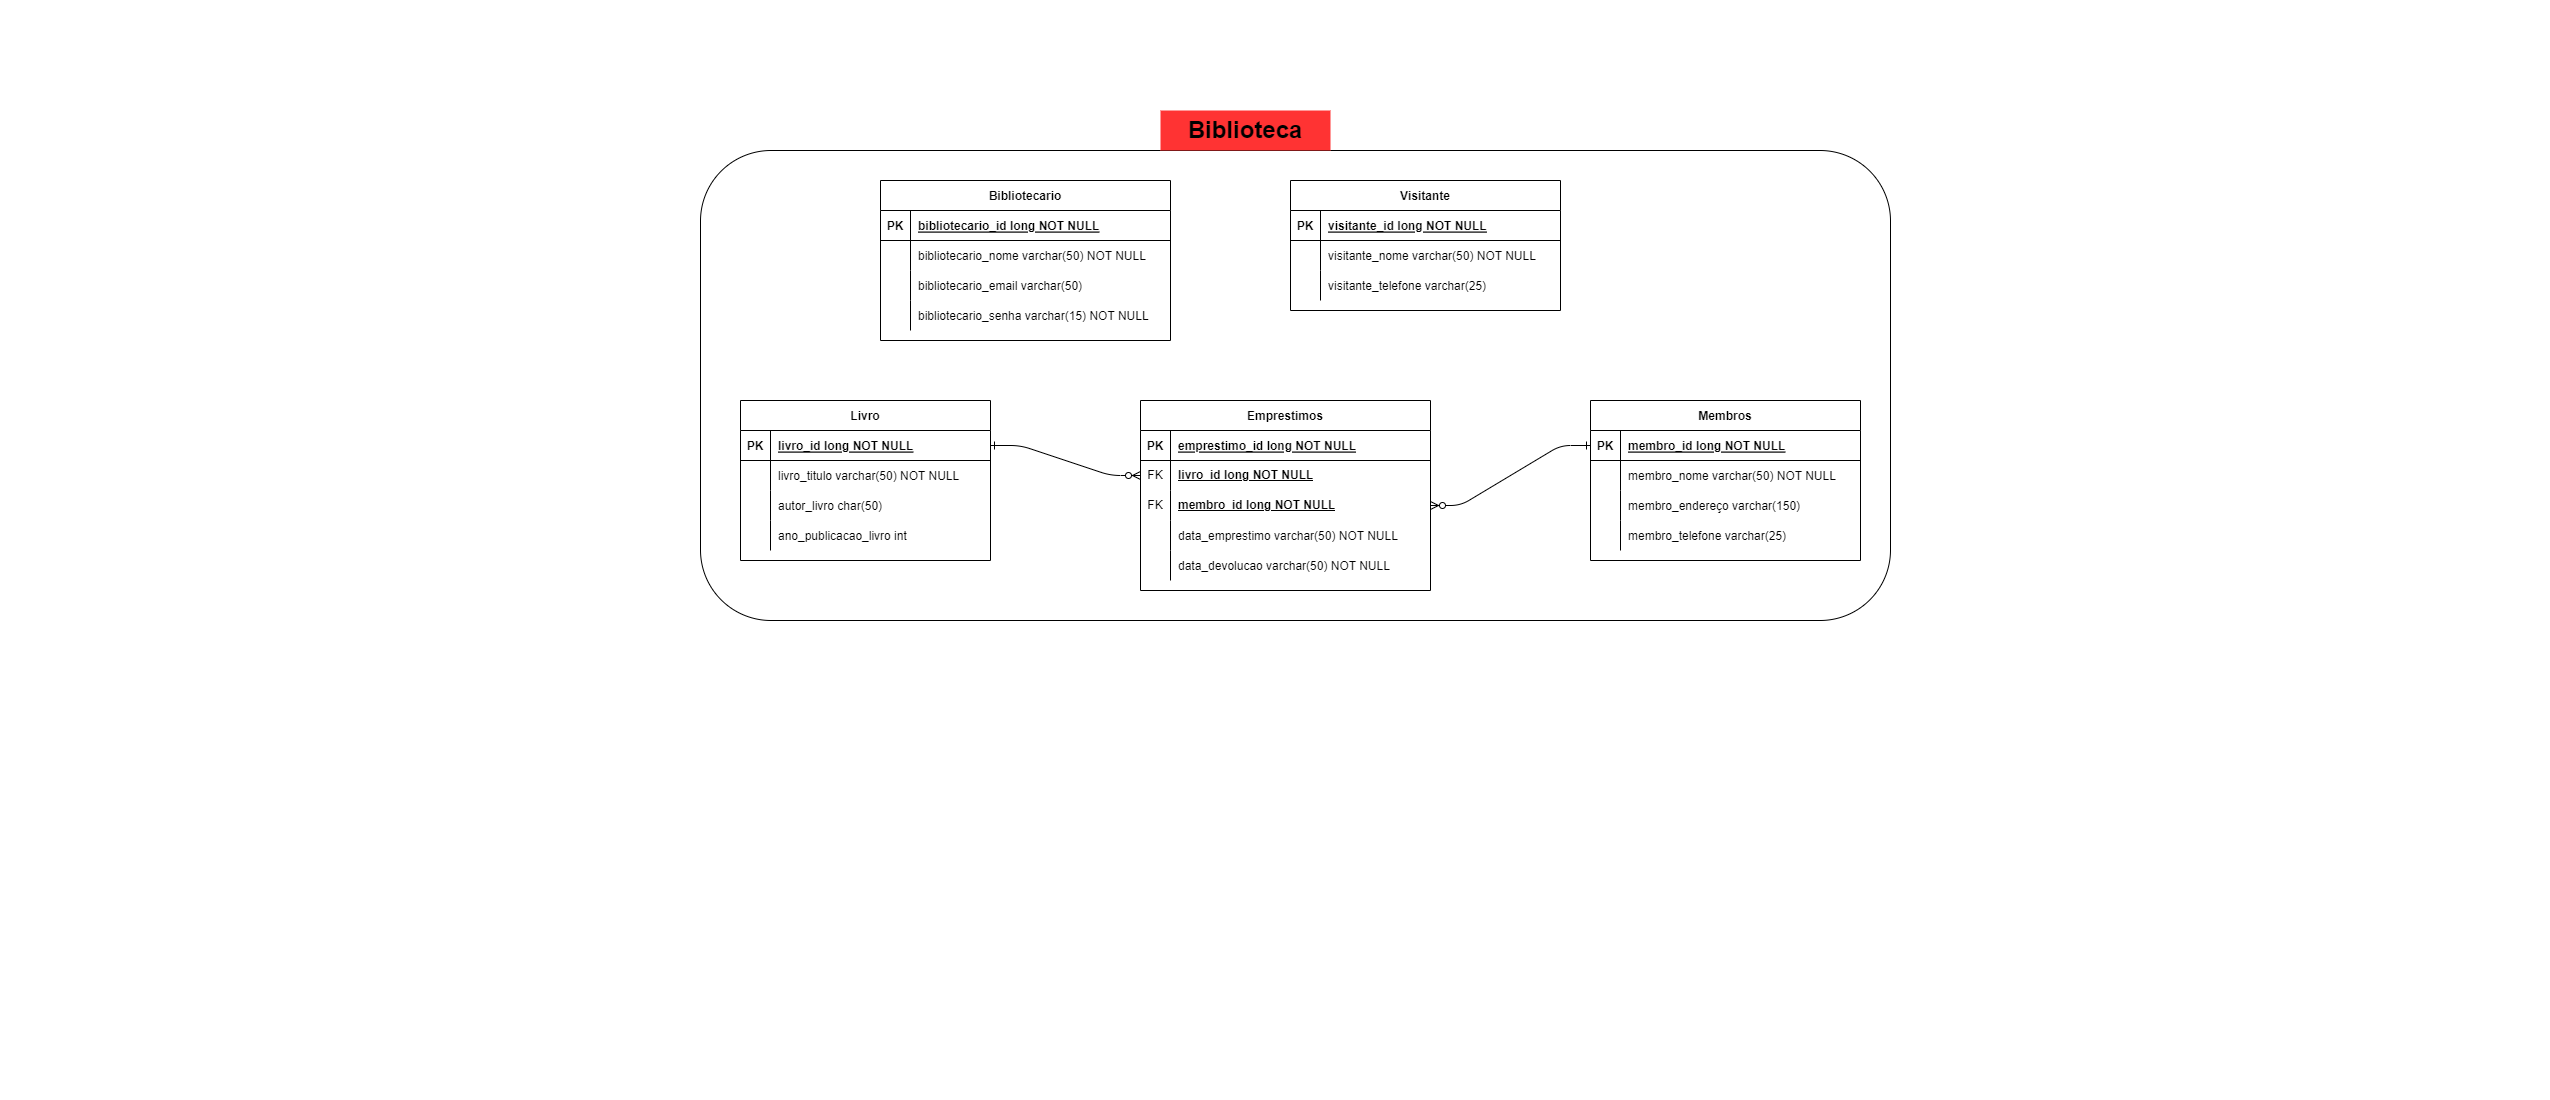 Biblioteca
Bibliotecario
PK bibliotecario_id long NOT NULL
bibliotecario_nome varchar(50) NOT NULL
bibliotecario_email varchar(50)
bibliotecario_senha varchar(15) NOT NULL
Visitante
PK visitante_id long NOT NULL
visitante_nome varchar(50) NOT NULL
visitante_telefone varchar(25)
Livro
PK livro_id long NOT NULL
livro_titulo varchar(50) NOT NULL
autor_livro char(50)
ano_publicacao_livro int
Emprestimos
PK emprestimo_id long NOT NULL
FK livro_id long NOT NULL
FK membro_id long NOT NULL
data_emprestimo varchar(50) NOT NULL
data_devolucao varchar(50) NOT NULL
Membros
PK membro_id long NOT NULL
membro_nome varchar(50) NOT NULL
membro_endereço varchar(150)
membro_telefone varchar(25)